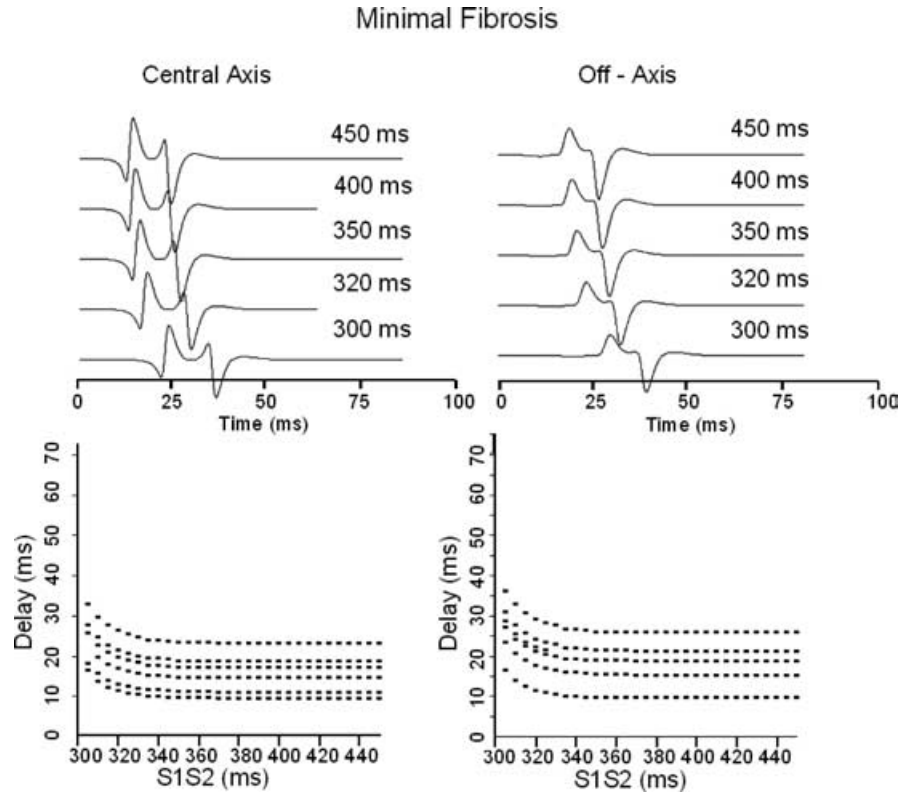 Minimal Fibrosis
Central Axis
Off - Axis
450 ms
400 ms
350 ms
320 ms
300 ms
450 ms
400 ms
350 ms
320 ms
300 ms
0 25 50 75 100
Time (ms)
0 25 50 75 100
Time (ms)
Delay (ms)
70
60
50
40
30
20
10
0
300 320 340 360 380 400 420 440
S1S2 (ms)
Delay (ms)
70
60
50
40
30
20
10
0
300 320 340 360 380 400 420 440
S1S2 (ms)